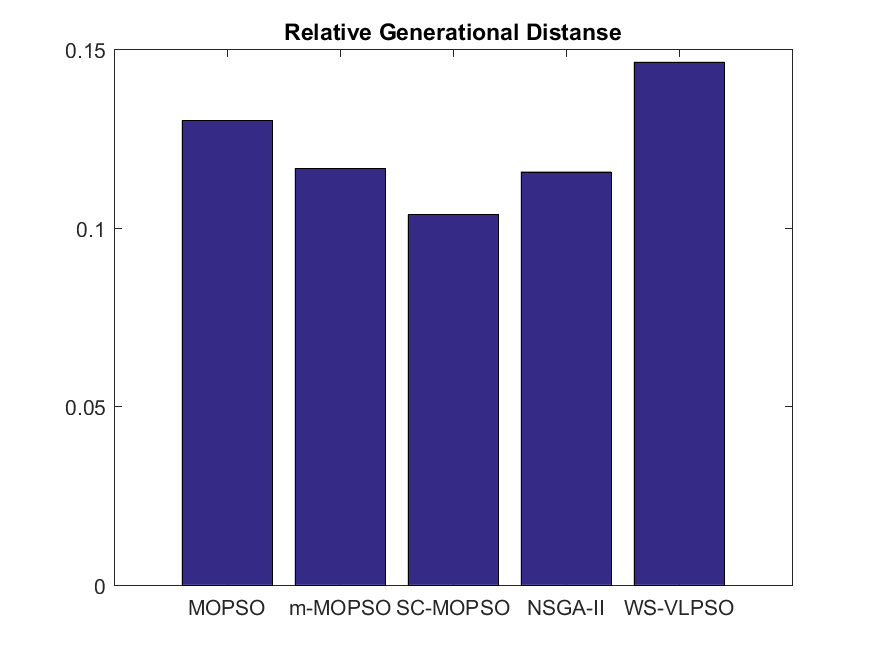 Relative Generational Distanse
0.15
0.1
0.05
0
MOPSO m-MOPSO SC-MOPSO NSGA-II WS-VLPSO